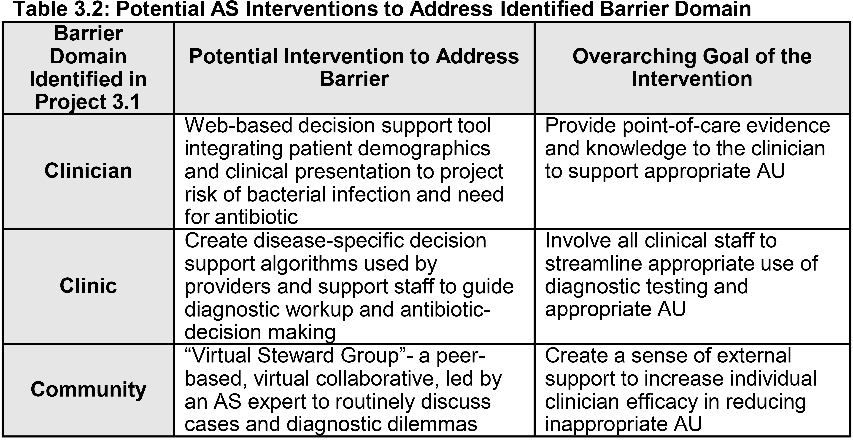 Table 3.2: Potential AS Interventions to Address Identified Barrier Domain
Barrier
Domain
Identified in
Project 3.1
Potential Intervention to Address
Barrier
Overarching Goal of the
Intervention
Clinician
Web-based decision support tool
integrating patient demographics
and clinical presentation to project
risk of bacterial infection and need
for antibiotic
Provide point-of-care evidence
and knowledge to the clinician
to support appropriate AU
Clinic
Create disease-specific decision
support algorithms used by
providers and support staff to guide
diagnostic workup and antibiotic-
decision making
Involve all clinical staff to
streamline appropriate use of
diagnostic testing and
appropriate AU
Community
“Virtual Steward Group”- a peer-
based, virtual collaborative, led by
an AS expert to routinely discuss
cases and diagnostic dilemmas
Create a sense of external
support to increase individual
clinician efficacy in reducing
inappropriate AU